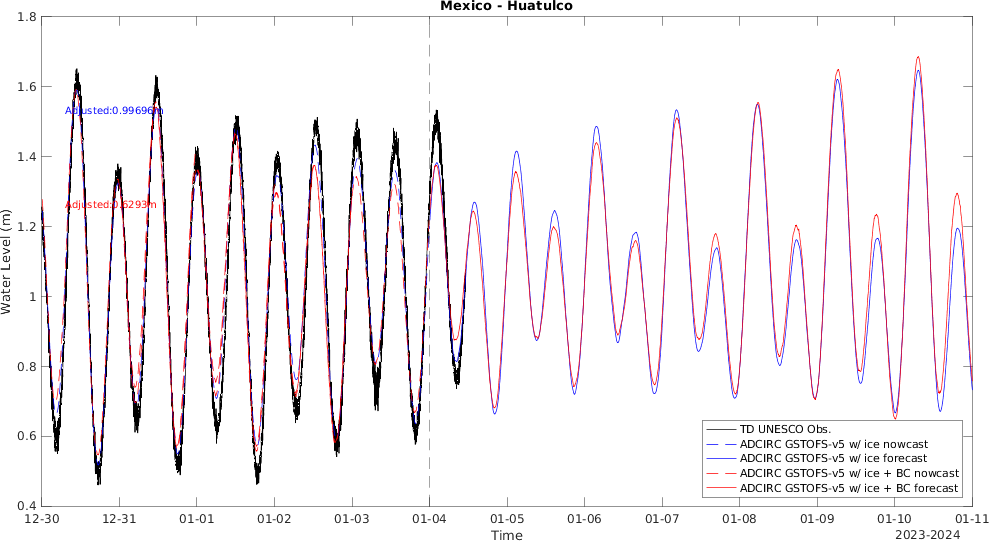 Mexico - Huatulco
1.8
1.6
1.4
1.2
1
0.8
0.6
0.4
Water Level (m)
Adjusted:0.99696m
Adjusted:0.6293m
TD UNESCO Obs.
ADCIRC GSTOFS-v5 w/ ice nowcast
ADCIRC GSTOFS-v5 w/ ice forecast
ADCIRC GSTOFS-v5 w/ ice + BC nowcast
ADCIRC GSTOFS-v5 w/ ice + BC forecast
12-30 12-31 01-01 01-02 01-03 01-04 01-05 01-06 01-07 01-08 01-09 01-10 01-11
Time
2023-2024